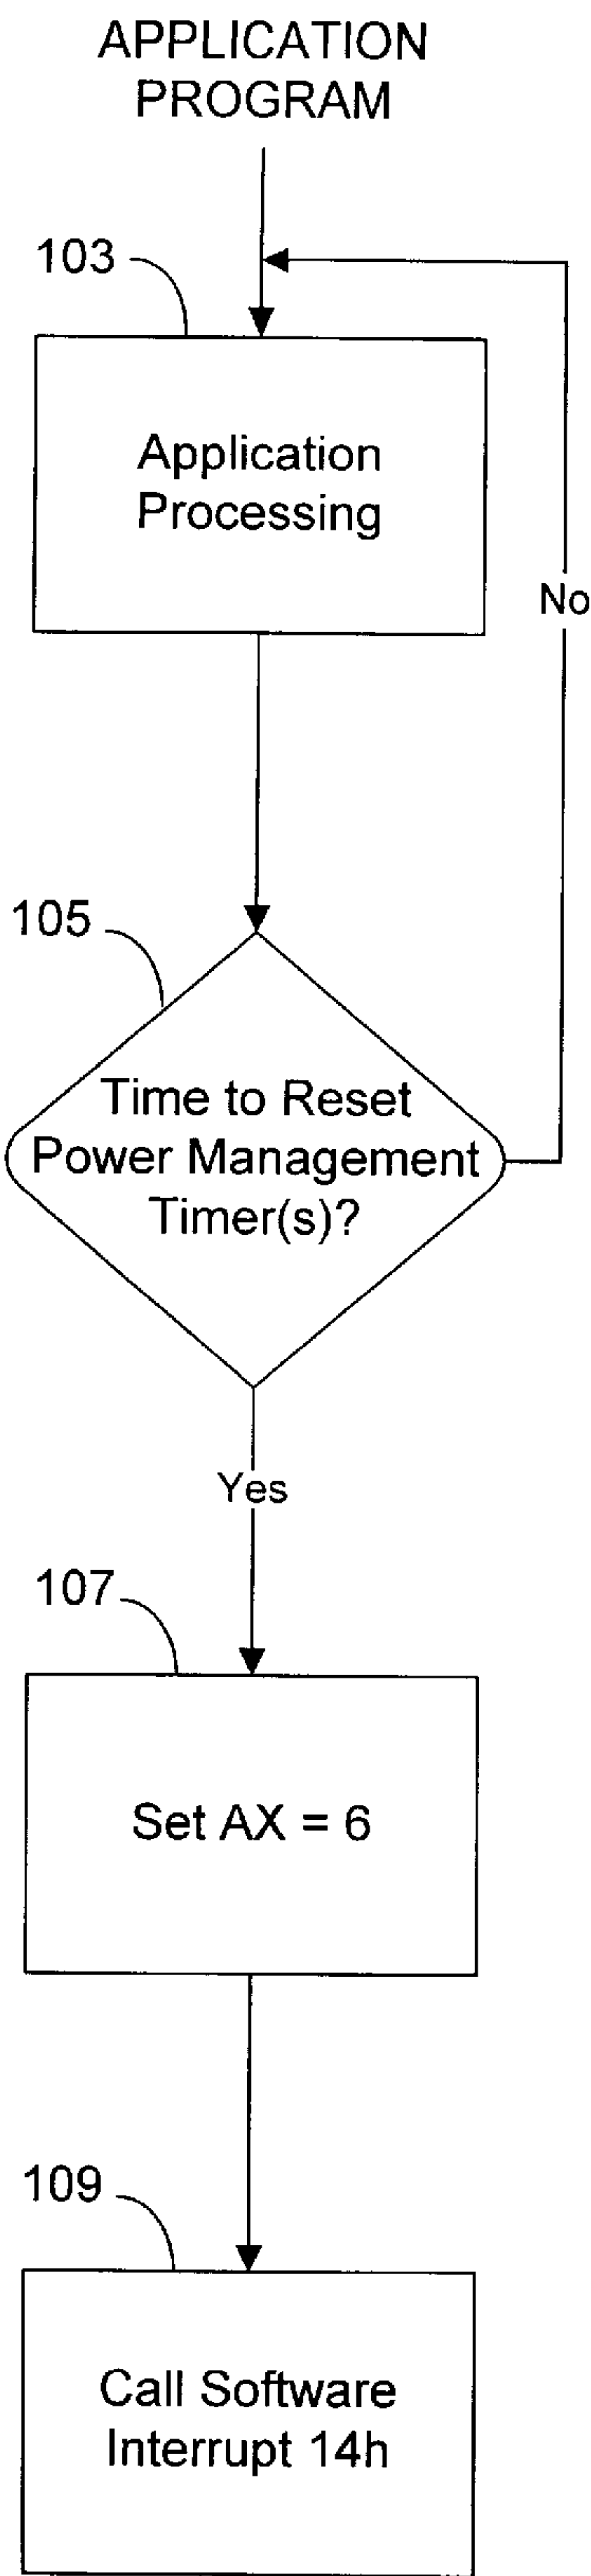 APPLICATION
PROGRAM
103
Application
Processing
No
105
Time to Reset
Power Management
Timer(s)?
Yes
107
Set AX = 6
109
Call Software
Interrupt 14h